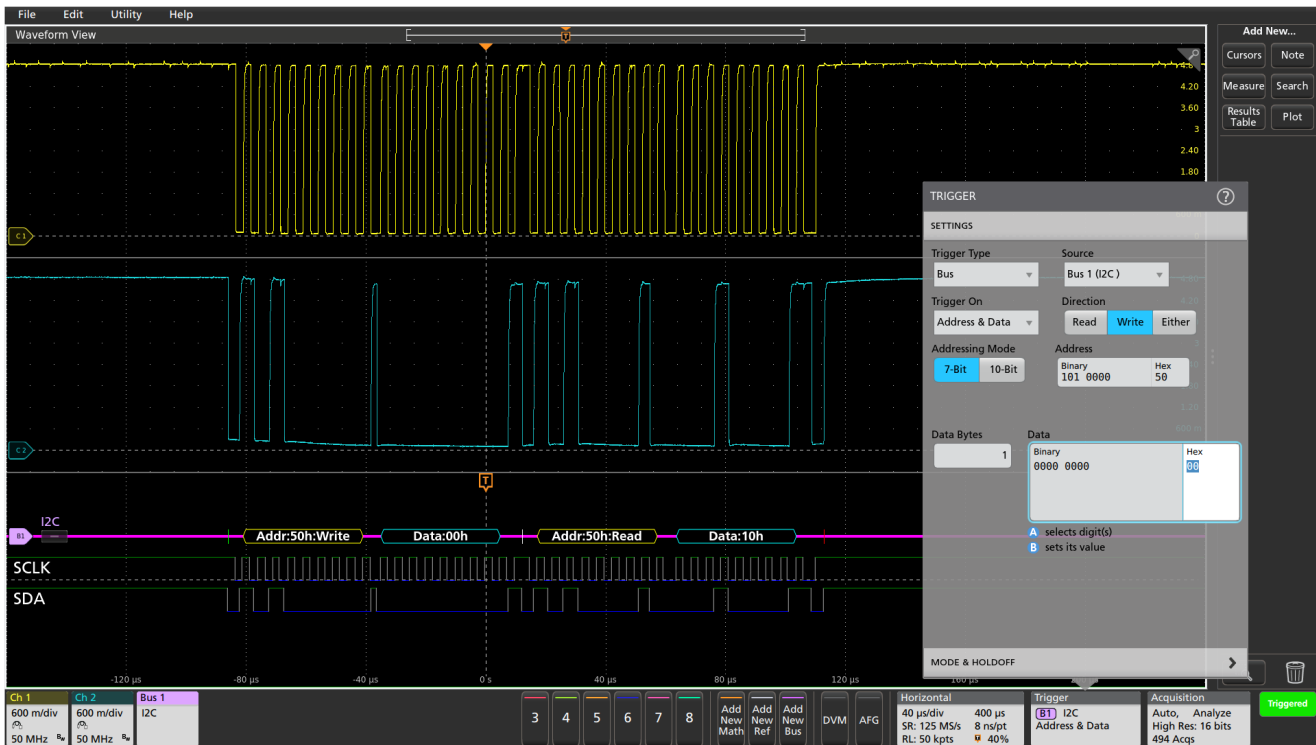 File Edit Utility Help
Waveform View
Add New...
Cursors Note
Measure Search
Results Table Plot
4.20
3.60
3
2.40
1.80
C1
C2
T
TRIGGER ?
SETTINGS
Trigger Type Source
Bus Bus 1 (I2C )
Trigger On Direction
Address & Data Read Write Either
Addressing Mode Address
7-Bit 10-Bit Binary Hex
101 0000 50
Data Bytes Data
1 Binary Hex
0000 0000 00
A selects digit(s)
B sets its value
MODE & HOLDOFF
T
I2C
B1 Addr:50h:Write Data:00h Addr:50h:Read Data:10h
SCLK
SDA
-120 µs -80 µs -40 µs 0 s 40 µs 80 µs 120 µs 160 µs
Ch 1 Ch 2 Bus 1
600 m/div 600 m/div I2C
50 MHz Bw 50 MHz Bw
3 4 5 6 7 8
Add New Math Add New Ref Add New Bus DVM AFG
Horizontal
40 µs/div 400 µs
SR: 125 MS/s 8 ns/pt
RL: 50 kpts 40%
Trigger
B1 I2C
Address & Data
Acquisition
Auto, Analyze
High Res: 16 bits
494 Acqs
Triggered